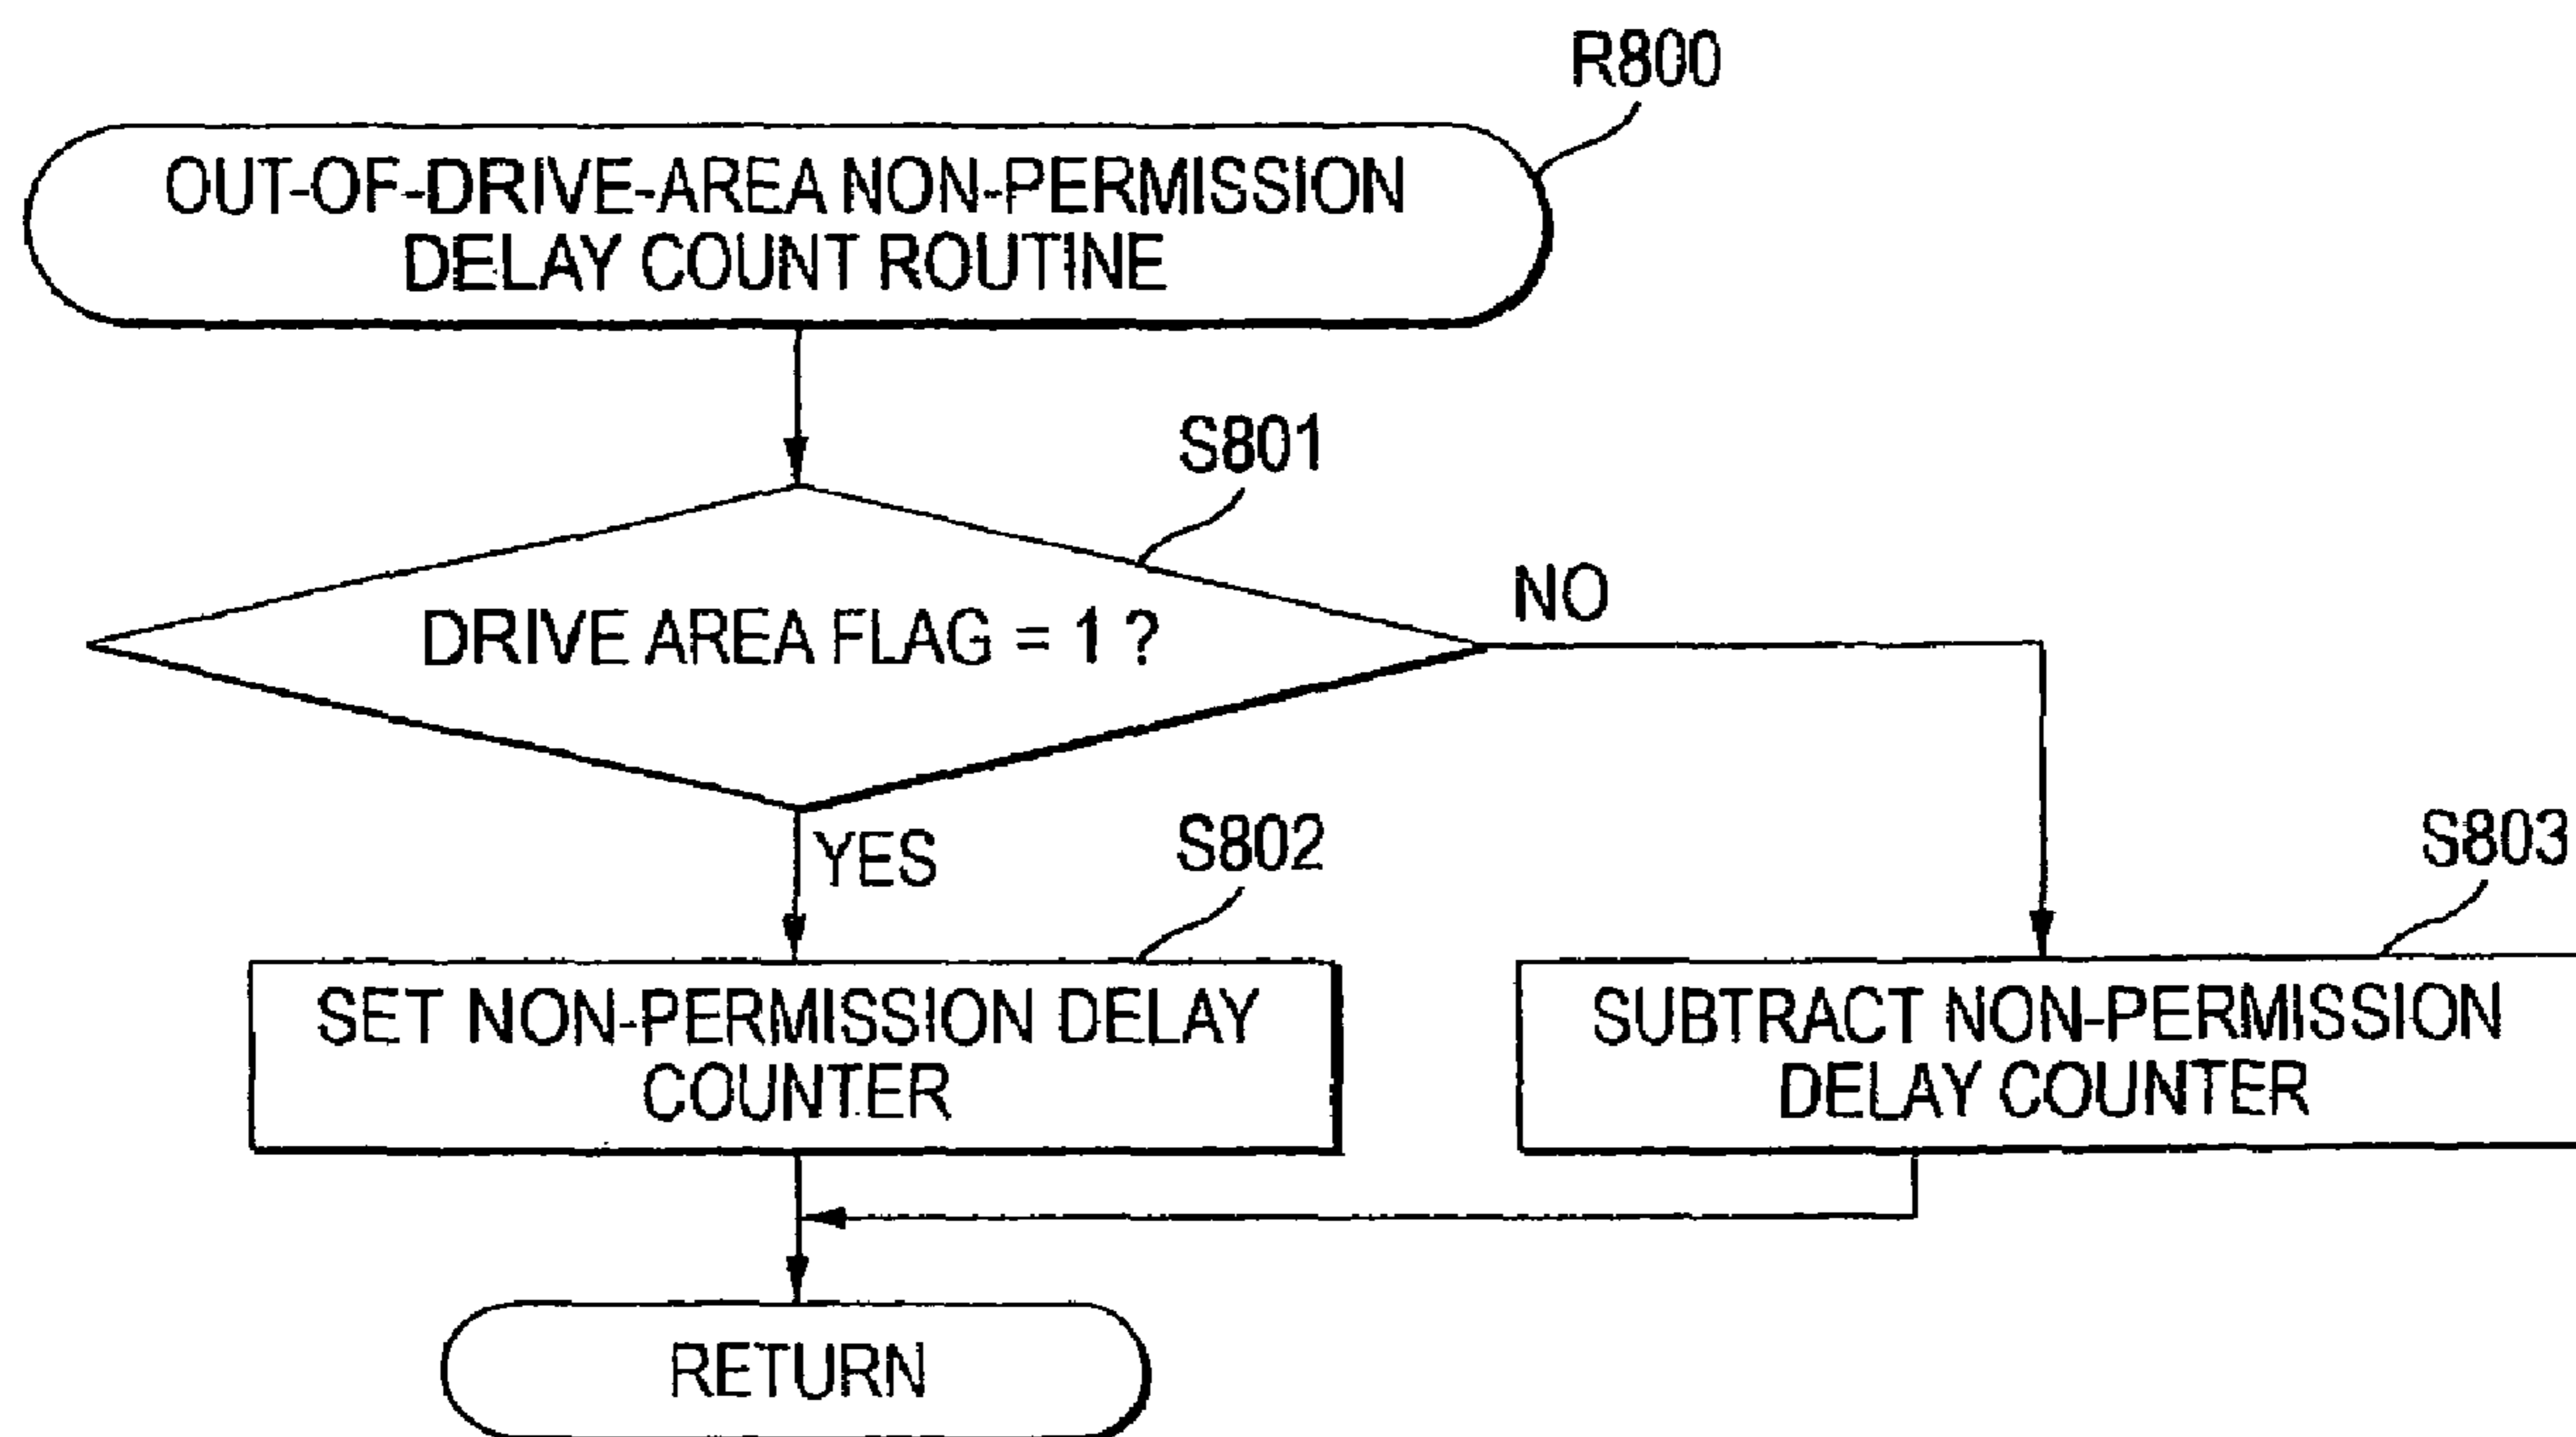 R800
OUT-OF-DRIVE-AREA NON-PERMISSION
DELAY COUNT ROUTINE
S801
DRIVE AREA FLAG = 1 ?
NO
YES
S802
S803
SET NON-PERMISSION DELAY
COUNTER
SUBTRACT NON-PERMISSION
DELAY COUNTER
RETURN